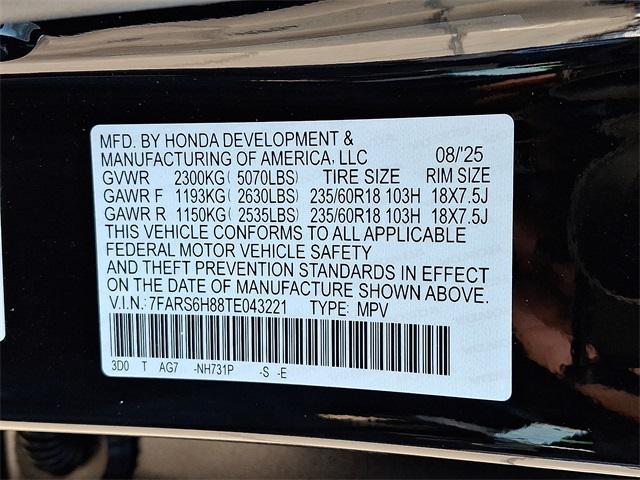 MFD. BY HONDA DEVELOPMENT &
MANUFACTURING OF AMERICA, LLC 08/'25
GVWR 2300KG( 5070LBS) TIRE SIZE RIM SIZE
GAWR F 1193KG( 2630LBS) 235/60R18 103H 18X7.5J
GAWR R 1150KG( 2535LBS) 235/60R18 103H 18X7.5J
THIS VEHICLE CONFORMS TO ALL APPLICABLE
FEDERAL MOTOR VEHICLE SAFETY
AND THEFT PREVENTION STANDARDS IN EFFECT
ON THE DATE OF MANUFACTURE SHOWN ABOVE.
V.I.N.: 7FARS6H88TE043221 TYPE: MPV
3D0 T AG7 -NH731P -S -E